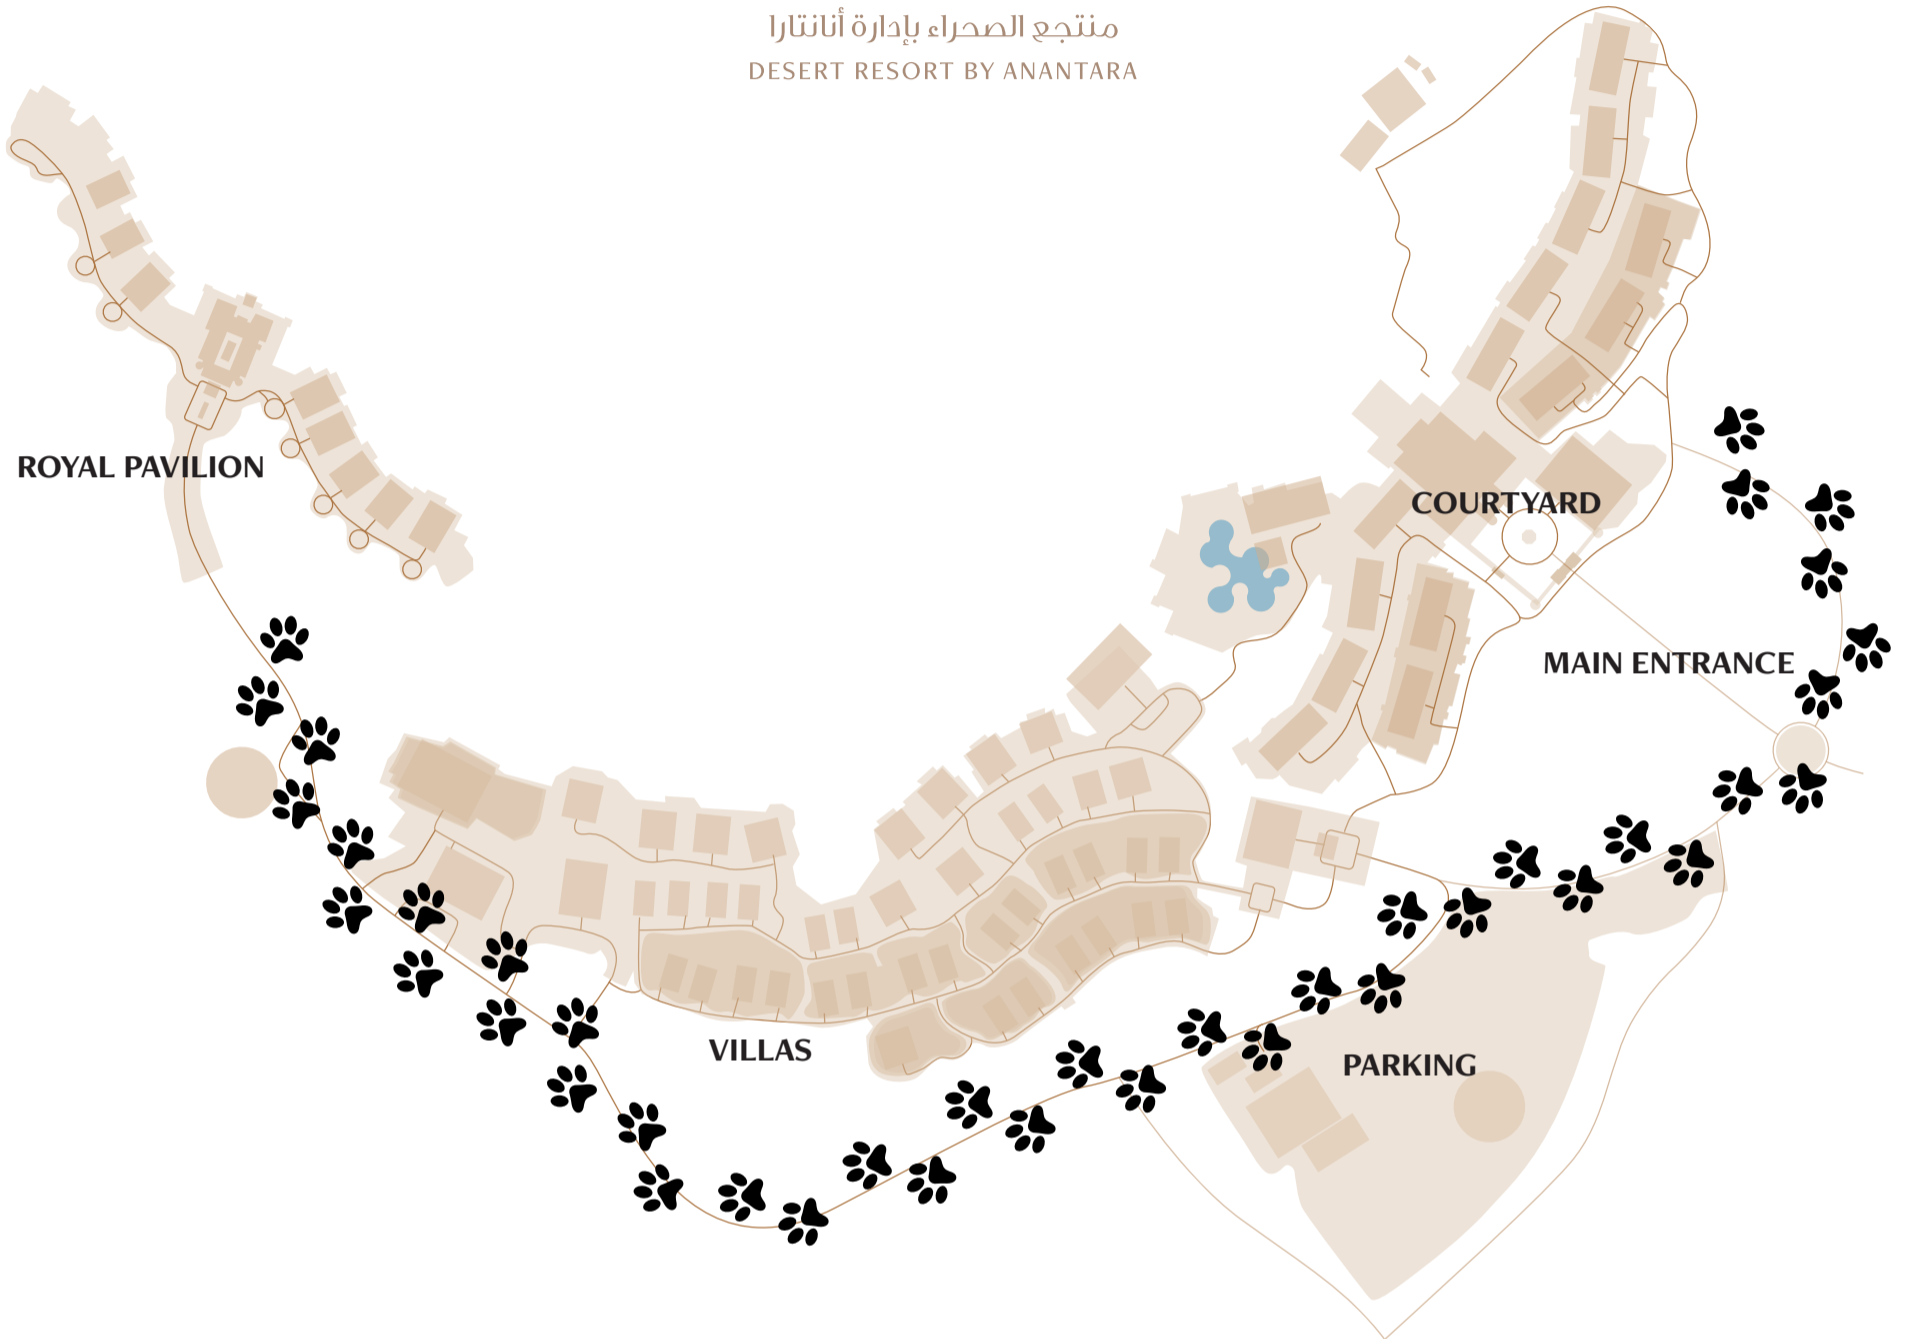 منتجع الصحراء بإدارة أنانتارا
DESERT RESORT BY ANANTARA
ROYAL PAVILION
COURTYARD
MAIN ENTRANCE
VILLAS
PARKING